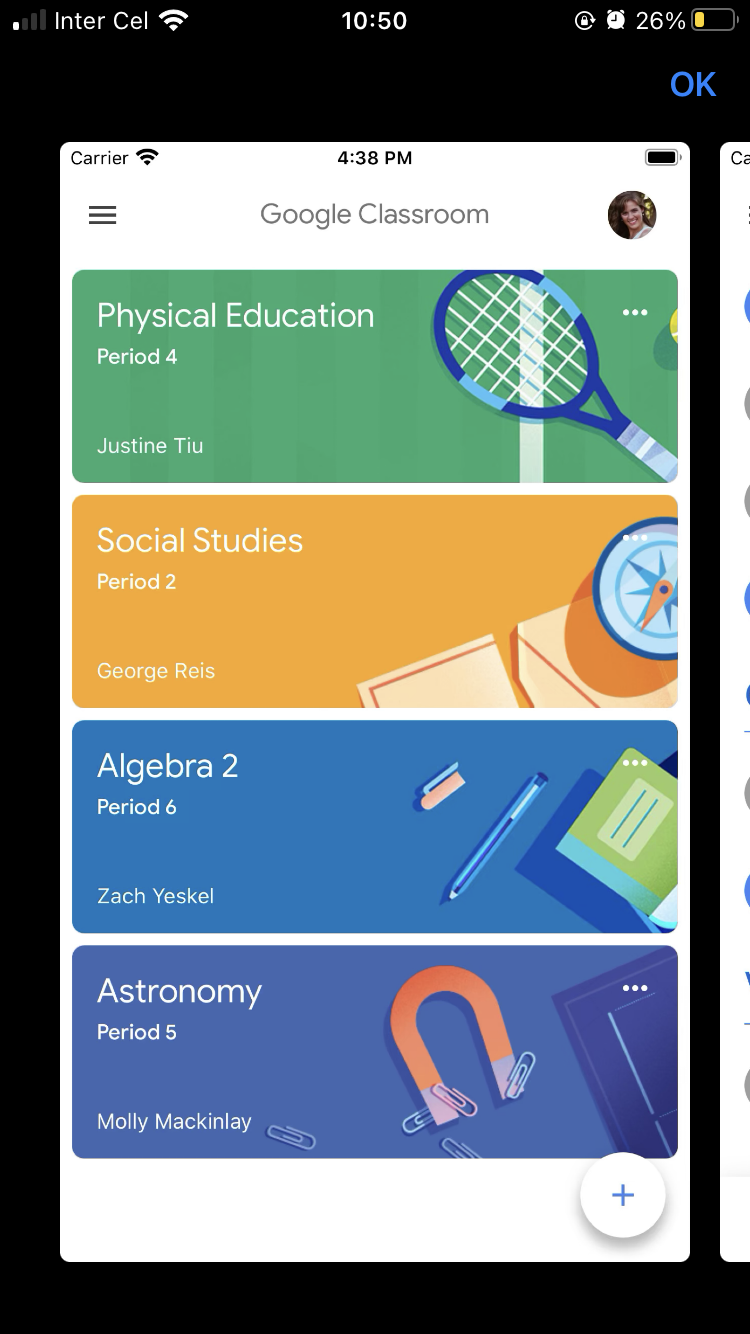 Inter Cel 10:50 26%
OK
Carrier 4:38 PM
Google Classroom
Physical Education
Period 4
Justine Tiu
Social Studies
Period 2
George Reis
Algebra 2
Period 6
Zach Yeskel
Astronomy
Period 5
Molly Mackinlay
+